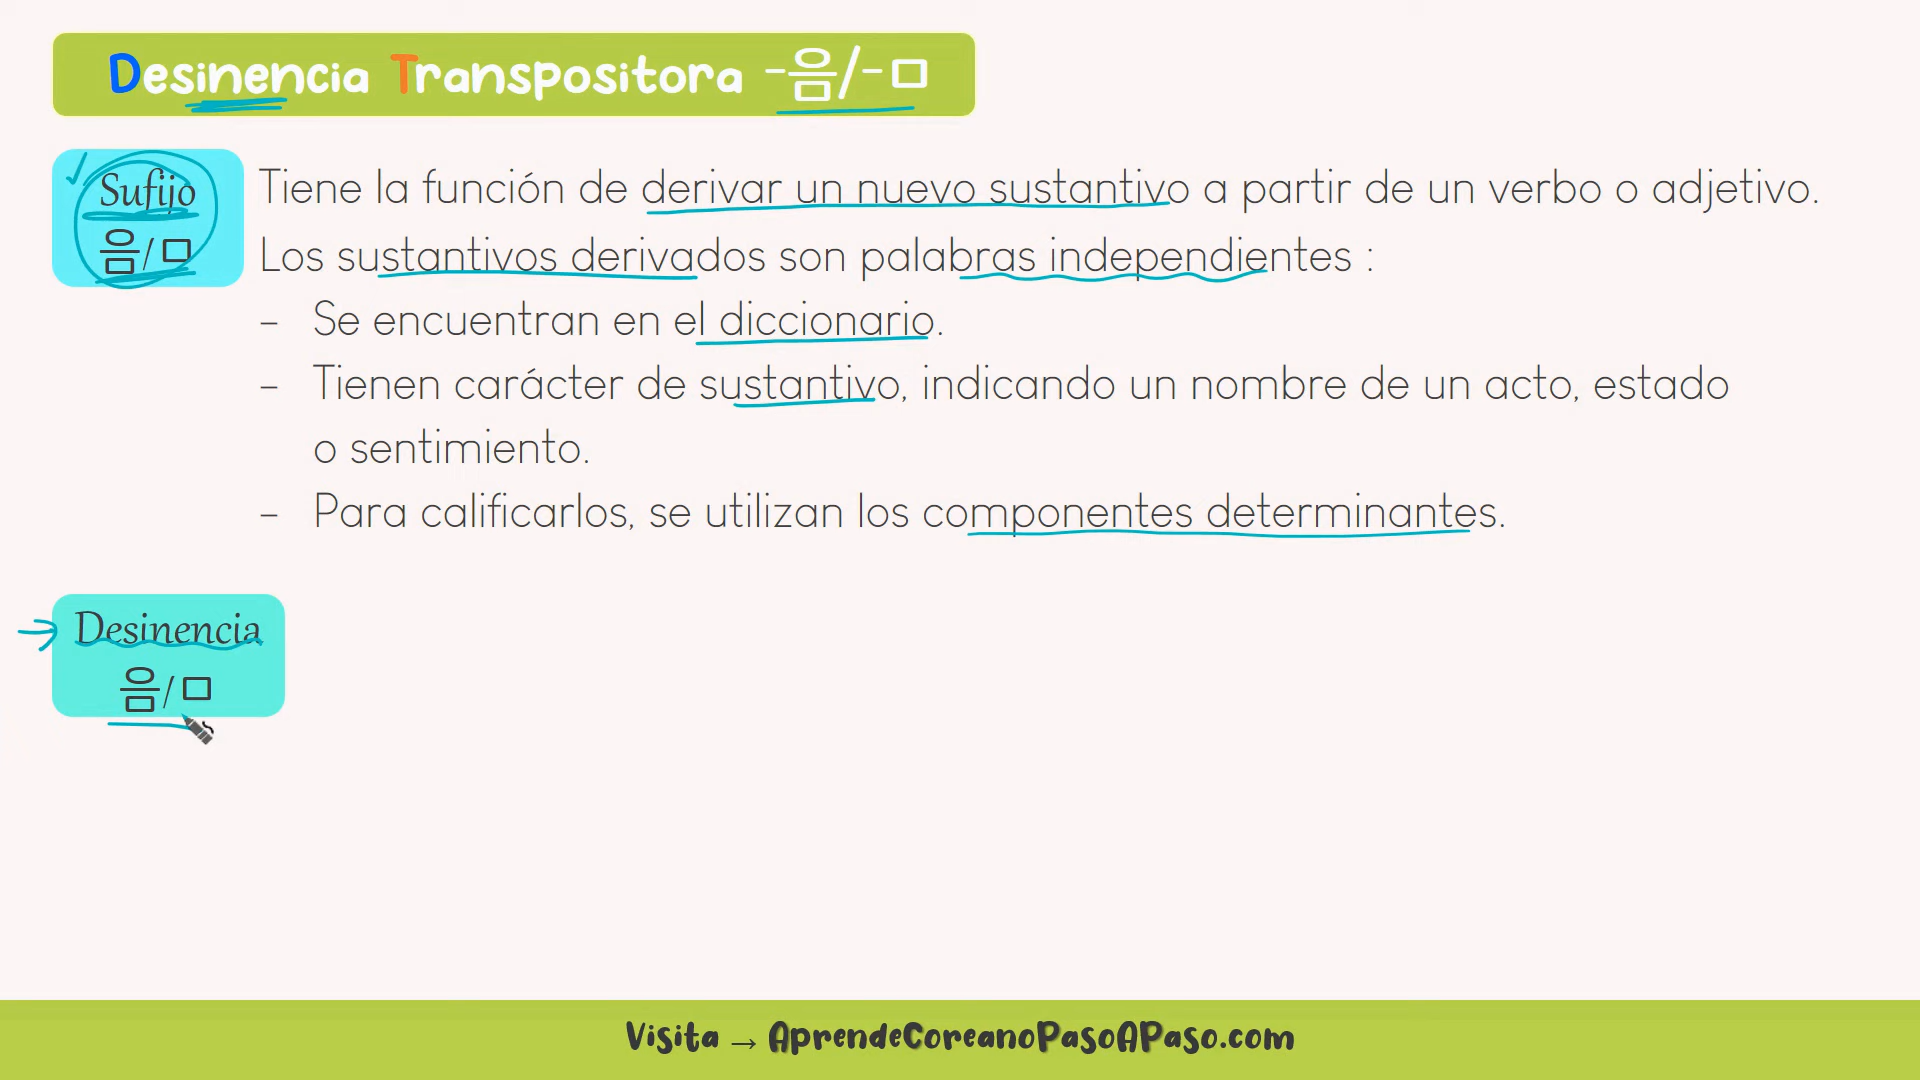 Desinencia Transpositora -음/-ㅁ
Sufijo
음/ㅁ
Tiene la función de derivar un nuevo sustantivo a partir de un verbo o adjetivo.
Los sustantivos derivados son palabras independientes :
- Se encuentran en el diccionario.
- Tienen carácter de sustantivo, indicando un nombre de un acto, estado
o sentimiento.
- Para calificarlos, se utilizan los componentes determinantes.
Desinencia
음/ㅁ
Visita → AprendeCoreanoPasoAPaso.com